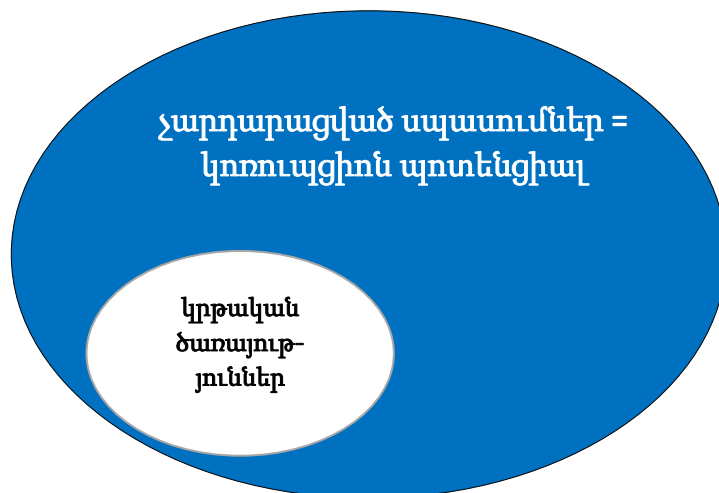 չարդարացված սպասումներ =
կոռուպցիոն պոտենցիալ
կրթական
ծառայութ-
յուններ